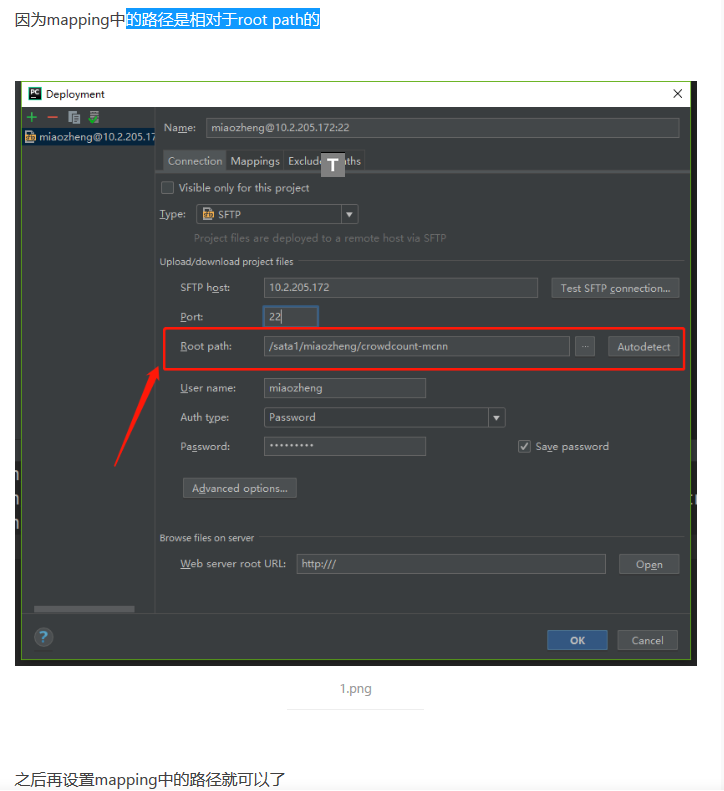 因为mapping中的路径是相对于root path的
Deployment
miaozheng@10.2.205.17
Name: miaozheng@10.2.205.172:22
Connection Mappings Excluded Paths
T
Visible only for this project
Type: SFTP
Project files are deployed to a remote host via SFTP
Upload/download project files
SFTP host: 10.2.205.172 Test SFTP connection...
Port: 22
Root path: /sata1/miaozheng/crowdcount-mcnn ... Autodetect
User name: miaozheng
Auth type: Password
Password: ••••••••• Save password
Advanced options...
Browse files on server
Web server root URL: http:/// Open
? OK Cancel
1.png
之后再设置mapping中的路径就可以了